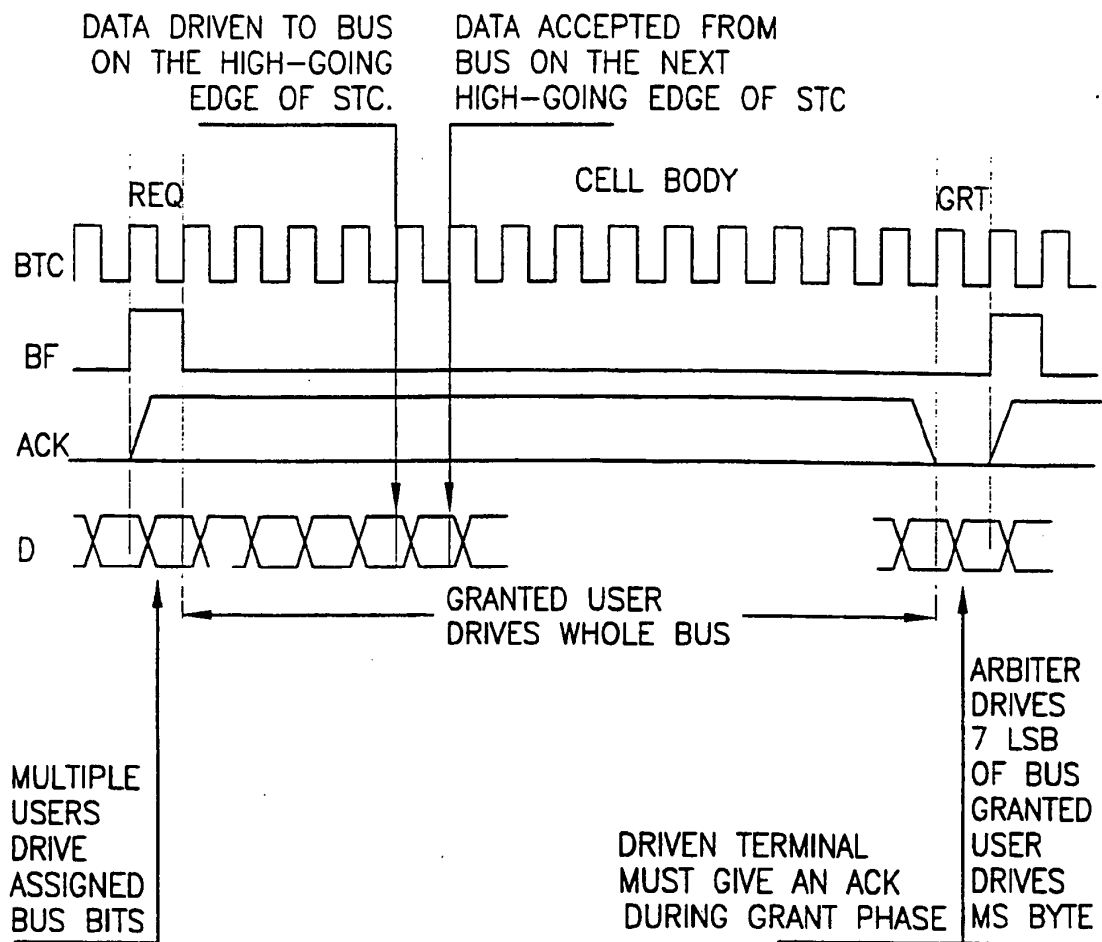 DATA DRIVEN TO BUS
ON THE HIGH-GOING
EDGE OF STC.
DATA ACCEPTED FROM
BUS ON THE NEXT
HIGH-GOING EDGE OF STC
REQ
CELL BODY
GRT
BTC
BF
ACK
D
GRANTED USER
DRIVES WHOLE BUS
MULTIPLE
USERS
DRIVE
ASSIGNED
BUS BITS
DRIVEN TERMINAL
MUST GIVE AN ACK
DURING GRANT PHASE
ARBITER
DRIVES
7 LSB
OF BUS
GRANTED
USER
DRIVES
MS BYTE